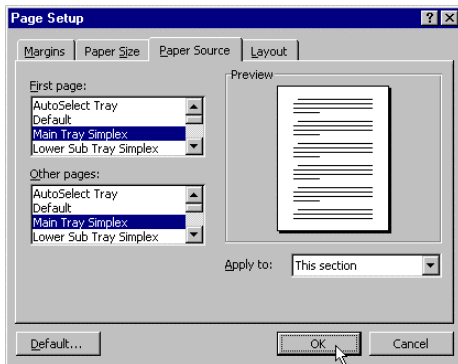 Page Setup
Margins Paper Size Paper Source Layout
First page:
AutoSelect Tray
Default
Main Tray Simplex
Lower Sub Tray Simplex
Other pages:
AutoSelect Tray
Default
Main Tray Simplex
Lower Sub Tray Simplex
Preview
Apply to: This section
Default... OK Cancel